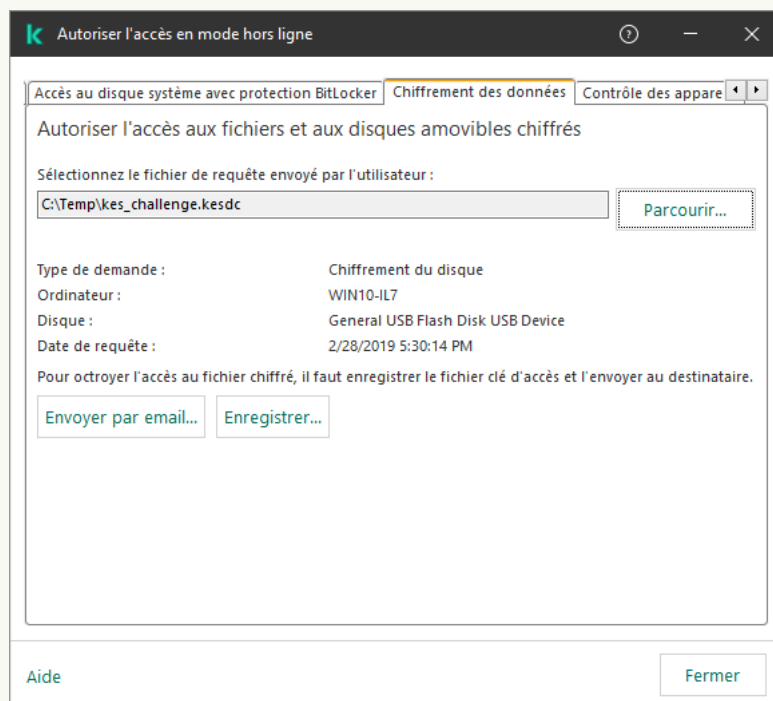 Autoriser l'accès en mode hors ligne
Accès au disque système avec protection BitLocker Chiffrement des données Contrôle des appare
Autoriser l'accès aux fichiers et aux disques amovibles chiffrés
Sélectionnez le fichier de requête envoyé par l'utilisateur :
C:\Temp\kes_challenge.kesdc Parcourir...
Type de demande : Chiffrement du disque
Ordinateur : WIN10-IL7
Disque : General USB Flash Disk USB Device
Date de requête : 2/28/2019 5:30:14 PM
Pour octroyer l'accès au fichier chiffré, il faut enregistrer le fichier clé d'accès et l'envoyer au destinataire.
Envoyer par email... Enregistrer...
Aide Fermer